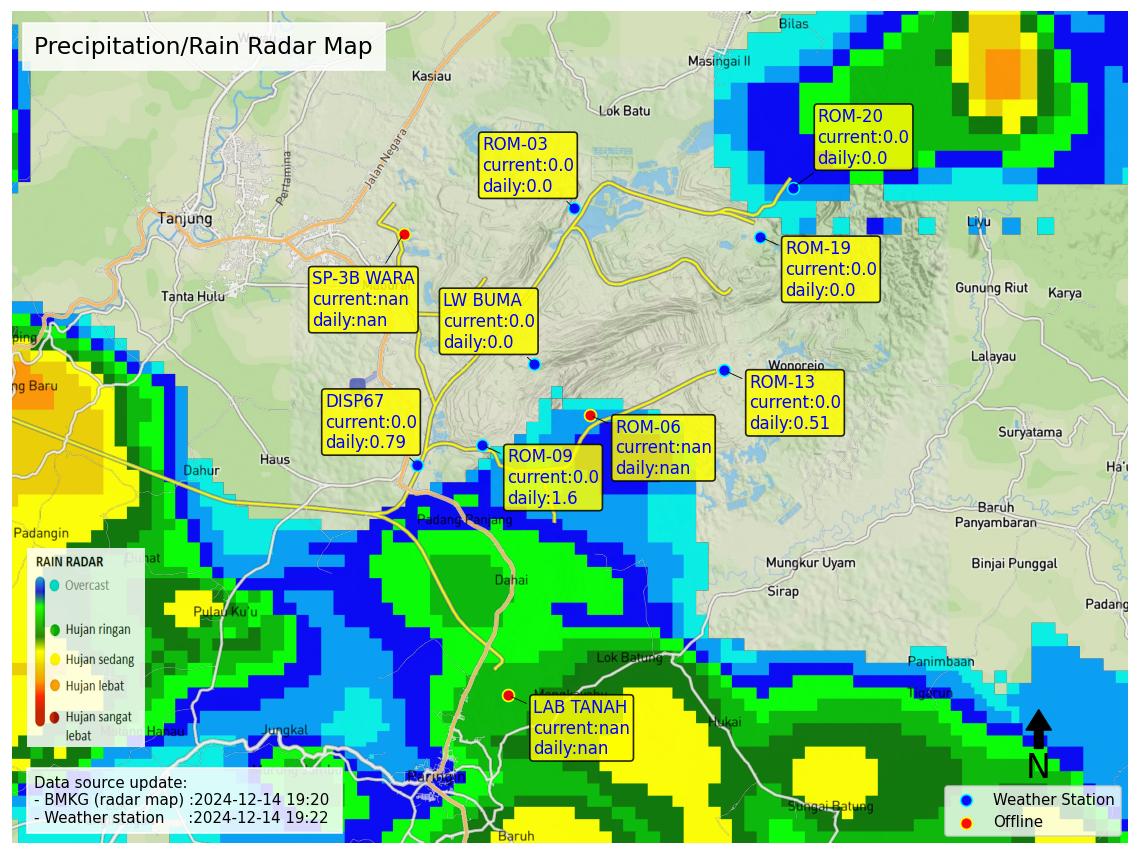 Precipitation/Rain Radar Map
Bilas
Masingai II
Kasiau
Lok Batu
ROM-20
current:0.0
daily:0.0
ROM-03
current:0.0
daily:0.0
Jalan Negara
Pertamina
Tanjung
Liyu
ROM-19
current:0.0
daily:0.0
SP-3B WARA
current:nan
daily:nan
LW BUMA
current:0.0
daily:0.0
Tanta Hulu
Gunung Riut
Karya
Lalayau
Wonorejo
ROM-13
current:0.0
daily:0.51
ng Baru
DISP67
current:0.0
daily:0.79
ROM-06
current:nan
daily:nan
Suryatama
ROM-09
current:0.0
daily:1.6
Haus
Dahur
Ha'u
Baruh
Panyambaran
Padang Panjang
Padangin
Mungkur Uyam
Binjai Punggal
Dahai
Sirap
Padang
Pulau Ku'u
RAIN RADAR
Overcast
Hujan ringan
Hujan sedang
Hujan lebat
Hujan sangat
lebat
Lok Batung
Panimbaan
Tigarun
LAB TANAH
current:nan
daily:nan
Hukai
Jungkal
Paringin
Sungai Batung
Baruh
N
Data source update:
- BMKG (radar map) :2024-12-14 19:20
- Weather station :2024-12-14 19:22
Weather Station
Offline